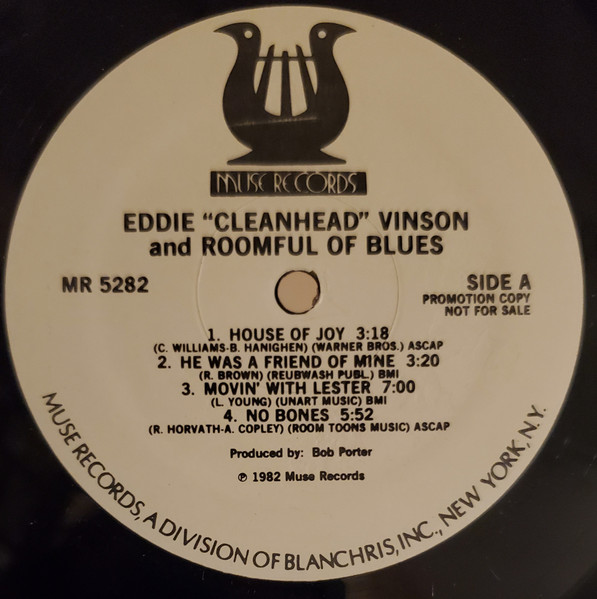 MUSE RECORDS
EDDIE "CLEANHEAD" VINSON
and ROOMFUL OF BLUES
MR 5282
SIDE A
PROMOTION COPY
NOT FOR SALE
1. HOUSE OF JOY 3:18
(C. WILLIAMS-B. HANIGHEN) (WARNER BROS.) ASCAP
2. HE WAS A FRIEND OF MINE 3:20
(R. BROWN) (REUBWASH PUBL.) BMI
3. MOVIN' WITH LESTER 7:00
(L. YOUNG) (UNART MUSIC) BMI
4. NO BONES 5:52
(R. HORVATH-A. COPLEY) (ROOM TOONS MUSIC) ASCAP
Produced by: Bob Porter
℗ 1982 Muse Records
MUSE RECORDS, A DIVISION OF BLANCHRIS, INC., NEW YORK, N.Y.